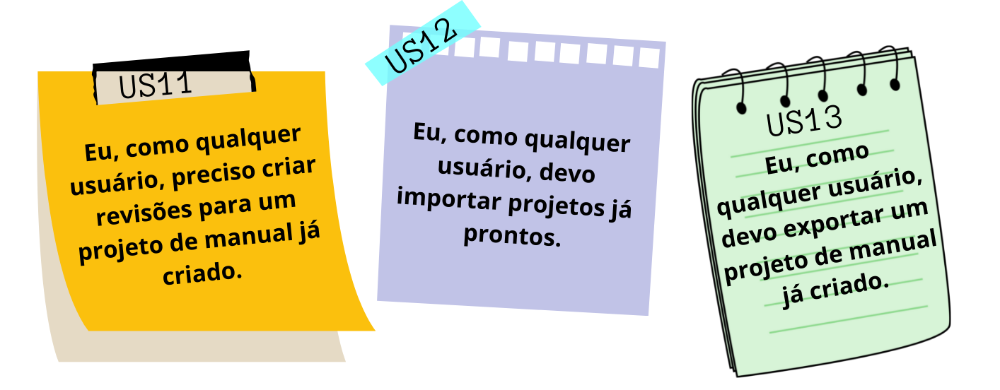 US11
Eu, como qualquer
usuário, preciso criar
revisões para um
projeto de manual já
criado.
US12
Eu, como qualquer
usuário, devo
importar projetos já
prontos.
US13
Eu, como
qualquer usuário,
devo exportar um
projeto de manual
já criado.